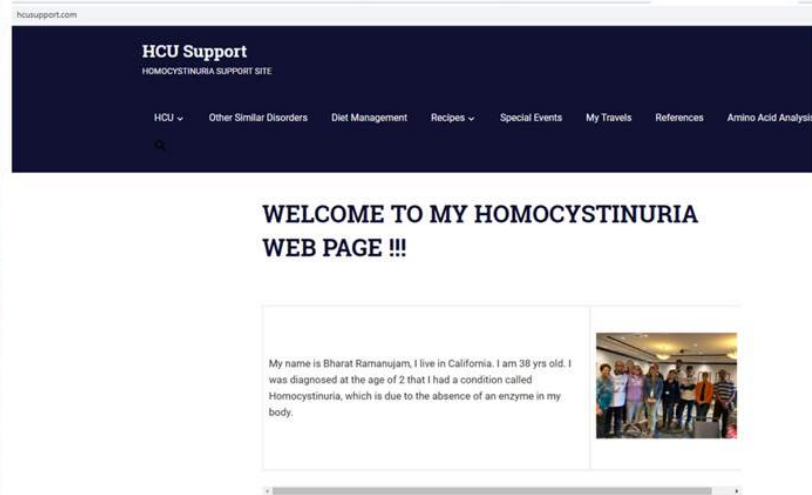 hcusupport.com
HCU Support
HOMOCYSTINURIA SUPPORT SITE
HCU Other Similar Disorders Diet Management Recipes Special Events My Travels References Amino Acid Analysis
WELCOME TO MY HOMOCYSTINURIA
WEB PAGE !!!
My name is Bharat Ramanujam, I live in California. I am 38 yrs old. I
was diagnosed at the age of 2 that I had a condition called
Homocystinuria, which is due to the absence of an enzyme in my
body.